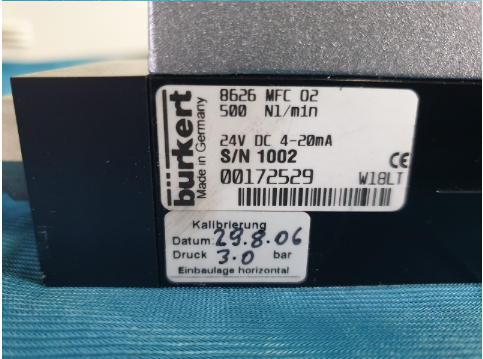 burkert
Made in Germany
8626 MFC 02
500 Nl/min
24V DC 4-20mA
S/N 1002
CE
00172529
W18LT
Kalibrierung
Datum: 29.8.06
Druck 3.0 bar
Einbaulage horizontal